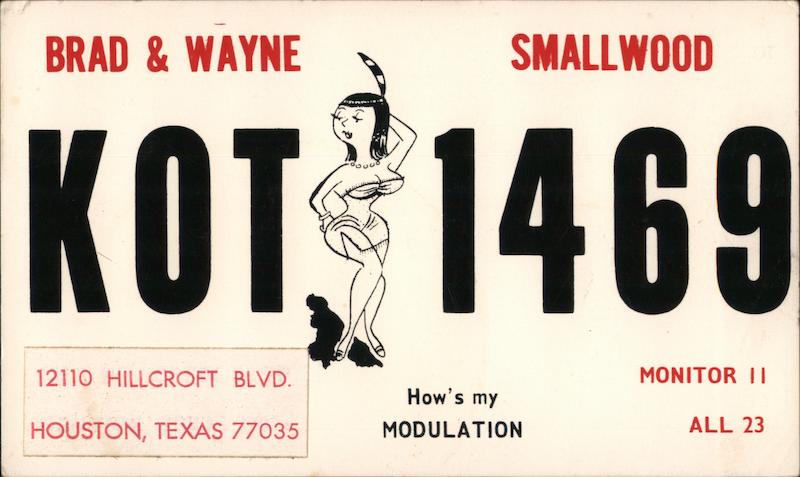 BRAD & WAYNE SMALLWOOD
KOT 1469
12110 HILLCROFT BLVD.
HOUSTON, TEXAS 77035
How's my
MODULATION
MONITOR 11
ALL 23